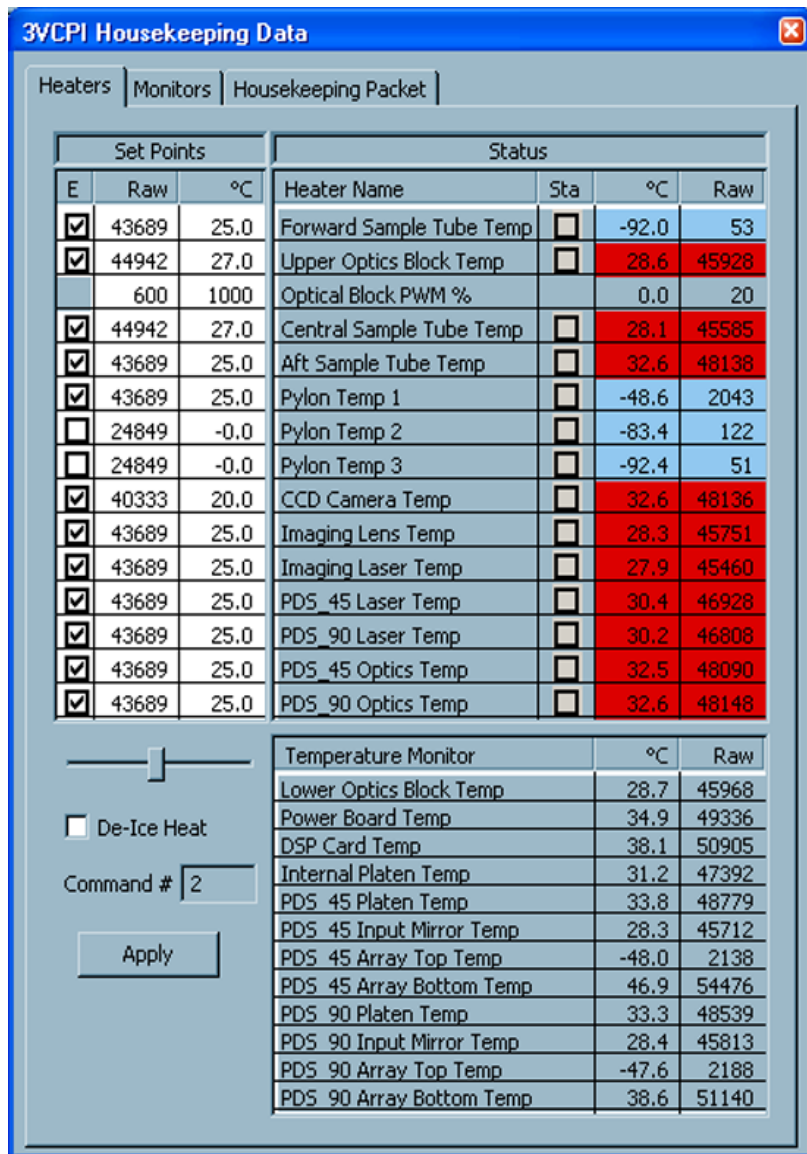 3VCPI Housekeeping Data
Heaters Monitors Housekeeping Packet
Set Points Status
E Raw °C Heater Name Sta °C Raw
43689 25.0 Forward Sample Tube Temp -92.0 53
44942 27.0 Upper Optics Block Temp 28.6 45928
600 1000 Optical Block PWM % 0.0 20
44942 27.0 Central Sample Tube Temp 28.1 45585
43689 25.0 Aft Sample Tube Temp 32.6 48138
43689 25.0 Pylon Temp 1 -48.6 2043
24849 -0.0 Pylon Temp 2 -83.4 122
24849 -0.0 Pylon Temp 3 -92.4 51
40333 20.0 CCD Camera Temp 32.6 48136
43689 25.0 Imaging Lens Temp 28.3 45751
43689 25.0 Imaging Laser Temp 27.9 45460
43689 25.0 PDS_45 Laser Temp 30.4 46928
43689 25.0 PDS_90 Laser Temp 30.2 46808
43689 25.0 PDS_45 Optics Temp 32.5 48090
43689 25.0 PDS_90 Optics Temp 32.6 48148
De-Ice Heat
Command # 2
Apply
Temperature Monitor °C Raw
Lower Optics Block Temp 28.7 45968
Power Board Temp 34.9 49336
DSP Card Temp 38.1 50905
Internal Platen Temp 31.2 47392
PDS 45 Platen Temp 33.8 48779
PDS 45 Input Mirror Temp 28.3 45712
PDS 45 Array Top Temp -48.0 2138
PDS 45 Array Bottom Temp 46.9 54476
PDS 90 Platen Temp 33.3 48539
PDS 90 Input Mirror Temp 28.4 45813
PDS 90 Array Top Temp -47.6 2188
PDS 90 Array Bottom Temp 38.6 51140